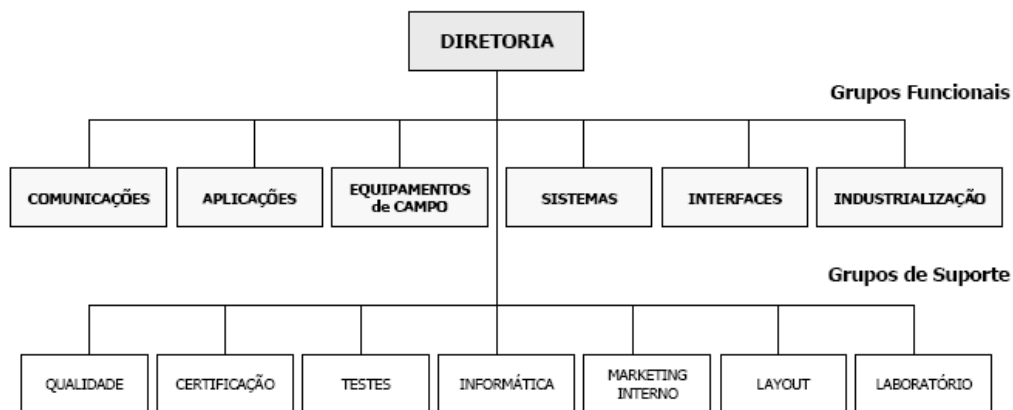 DIRETORIA
Grupos Funcionais
COMUNICAÇÕES
APLICAÇÕES
EQUIPAMENTOS
de CAMPO
SISTEMAS
INTERFACES
INDUSTRIALIZAÇÃO
Grupos de Suporte
QUALIDADE
CERTIFICAÇÃO
TESTES
INFORMÁTICA
MARKETING
INTERNO
LAYOUT
LABORATÓRIO